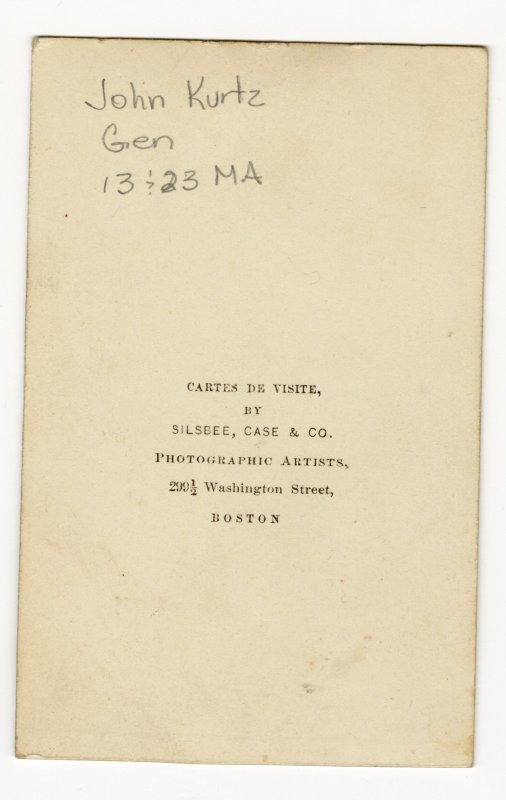 John Kurtz
Gen
13 & 23 MA
CARTES DE VISITE,
BY
SILSBEE, CASE & CO.
PHOTOGRAPHIC ARTISTS,
299½ Washington Street,
BOSTON